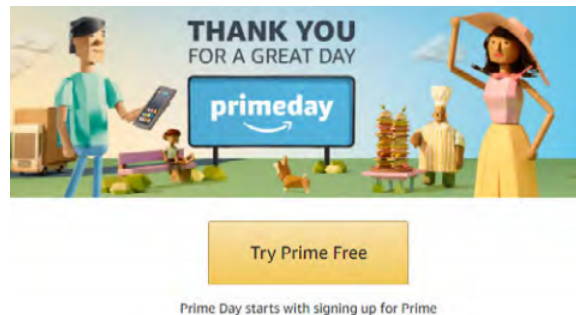 THANK YOU
FOR A GREAT DAY
primeday
Try Prime Free
Prime Day starts with signing up for Prime